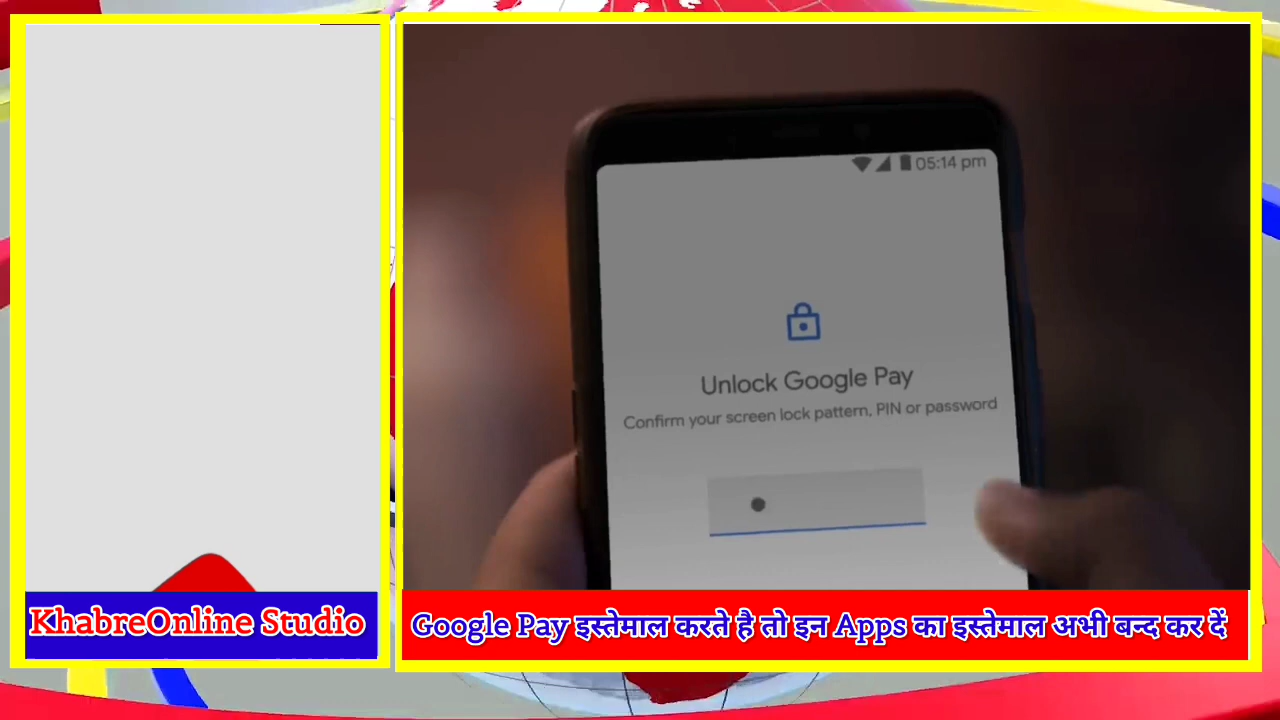 05:14 pm
Unlock Google Pay
Confirm your screen lock pattern, PIN or password
KhabreOnline Studio
Google Pay इस्तेमाल करते है तो इन Apps का इस्तेमाल अभी बन्द कर दें